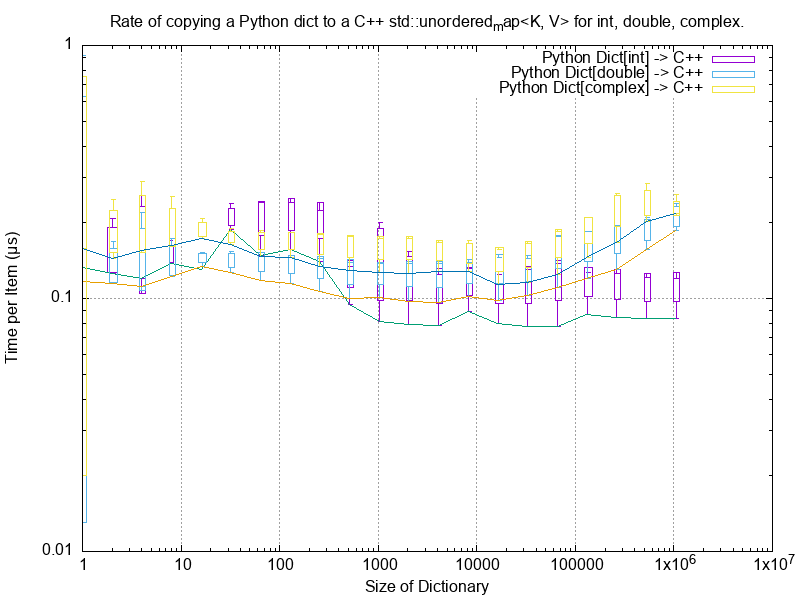 Rate of copying a Python dict to a C++ std::unordered_map<K, V> for int, double, complex.
Python Dict[int] -> C++
Python Dict[double] -> C++
Python Dict[complex] -> C++
Time per Item (µs)
1
0.1
0.01
1 10 100 1000 10000 100000 1x10^6 1x10^7
Size of Dictionary